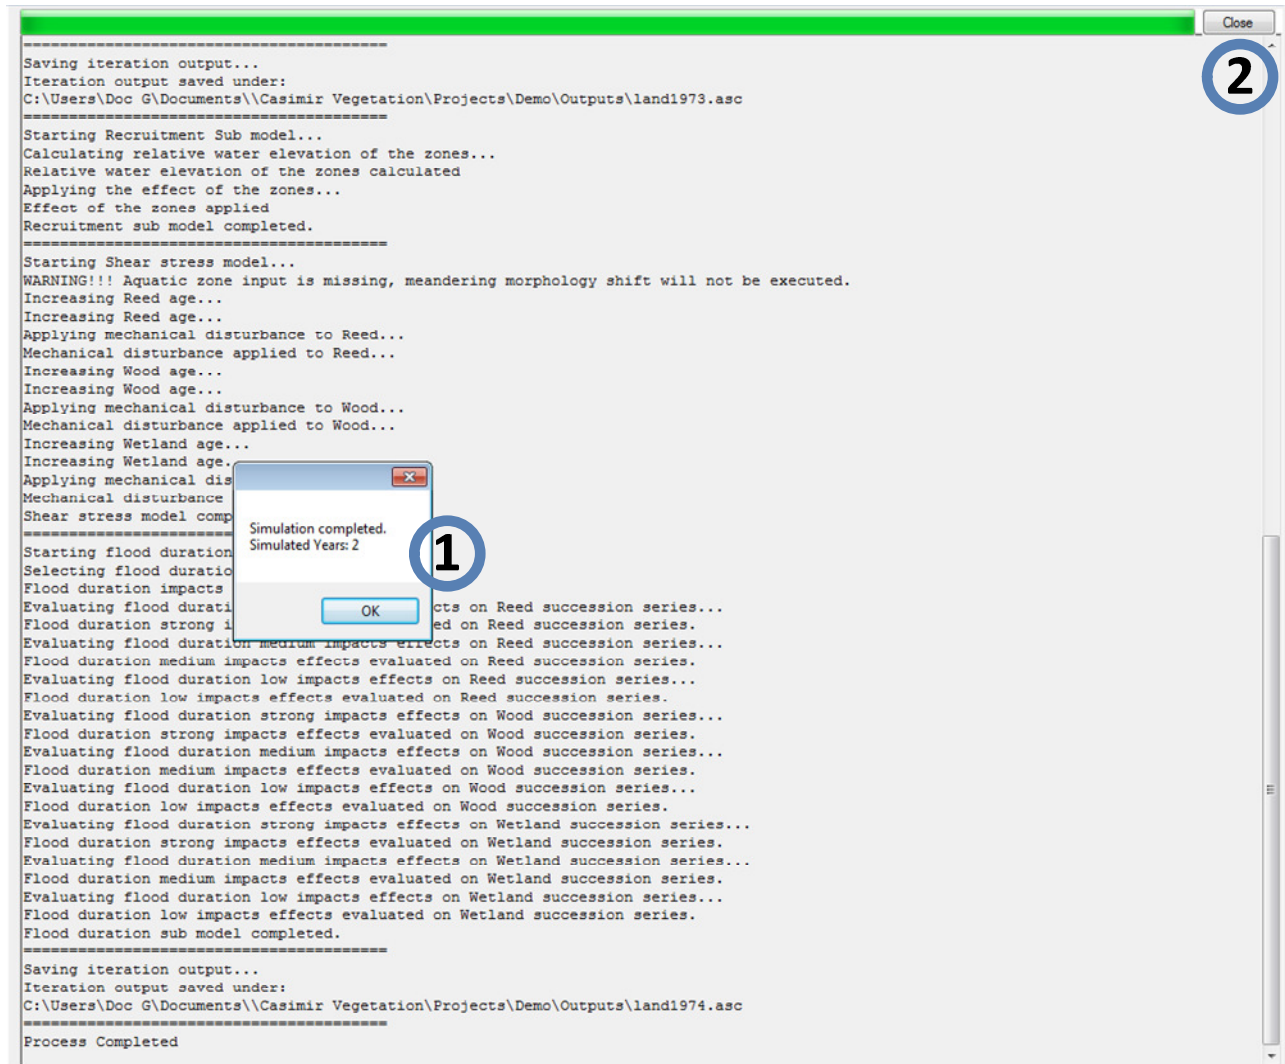 Close
2
========================================
Saving iteration output...
Iteration output saved under:
C:\Users\Doc G\Documents\\Casimir Vegetation\Projects\Demo\Outputs\land1973.asc
========================================
Starting Recruitment Sub model...
Calculating relative water elevation of the zones...
Relative water elevation of the zones calculated
Applying the effect of the zones...
Effect of the zones applied
Recruitment sub model completed.
========================================
Starting Shear stress model...
WARNING!!! Aquatic zone input is missing, meandering morphology shift will not be executed.
Increasing Reed age...
Increasing Reed age...
Applying mechanical disturbance to Reed...
Mechanical disturbance applied to Reed...
Increasing Wood age...
Increasing Wood age...
Applying mechanical disturbance to Wood...
Mechanical disturbance applied to Wood...
Increasing Wetland age...
Increasing Wetland age.
Applying mechanical dis
Mechanical disturbance
Shear stress model comp
Simulation completed.
Simulated Years: 2
1
OK
Starting flood duration
Selecting flood duratio
Flood duration impacts
Evaluating flood durati cts on Reed succession series...
Flood duration strong i ed on Reed succession series.
Evaluating flood duration medium impacts effects on Reed succession series...
Flood duration medium impacts effects evaluated on Reed succession series.
Evaluating flood duration low impacts effects on Reed succession series...
Flood duration low impacts effects evaluated on Reed succession series.
Evaluating flood duration strong impacts effects on Wood succession series...
Flood duration strong impacts effects evaluated on Wood succession series.
Evaluating flood duration medium impacts effects on Wood succession series...
Flood duration medium impacts effects evaluated on Wood succession series.
Evaluating flood duration low impacts effects on Wood succession series...
Flood duration low impacts effects evaluated on Wood succession series.
Evaluating flood duration strong impacts effects on Wetland succession series...
Flood duration strong impacts effects evaluated on Wetland succession series.
Evaluating flood duration medium impacts effects on Wetland succession series...
Flood duration medium impacts effects evaluated on Wetland succession series.
Evaluating flood duration low impacts effects on Wetland succession series...
Flood duration low impacts effects evaluated on Wetland succession series.
Flood duration sub model completed.
========================================
Saving iteration output...
Iteration output saved under:
C:\Users\Doc G\Documents\\Casimir Vegetation\Projects\Demo\Outputs\land1974.asc
========================================
Process Completed